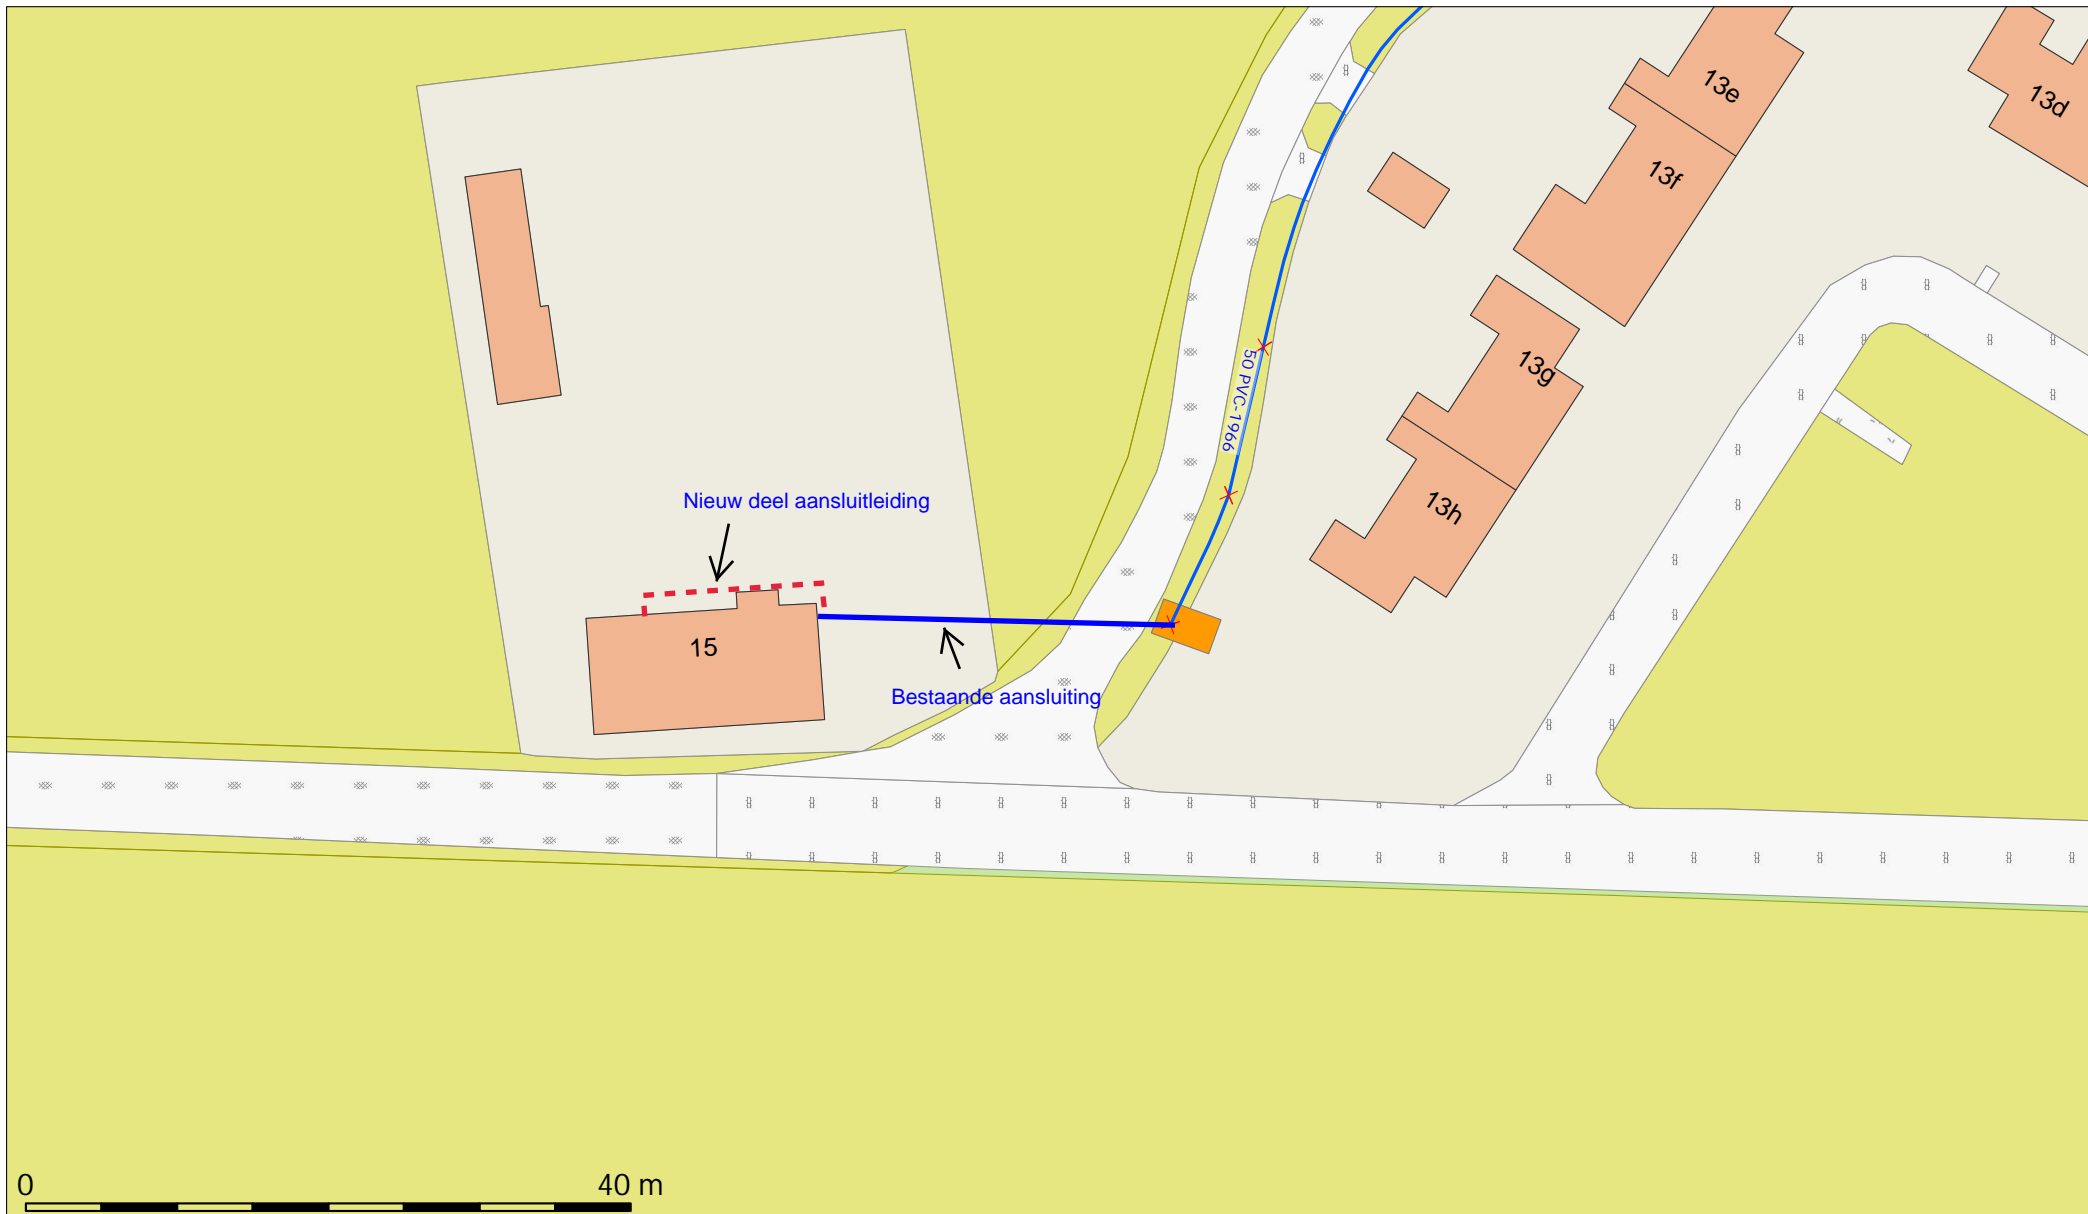 13e
13d
13f
13g
50 PVC-1966
13h
Nieuw deel aansluitleiding
15
Bestaande aansluiting
0
40 m